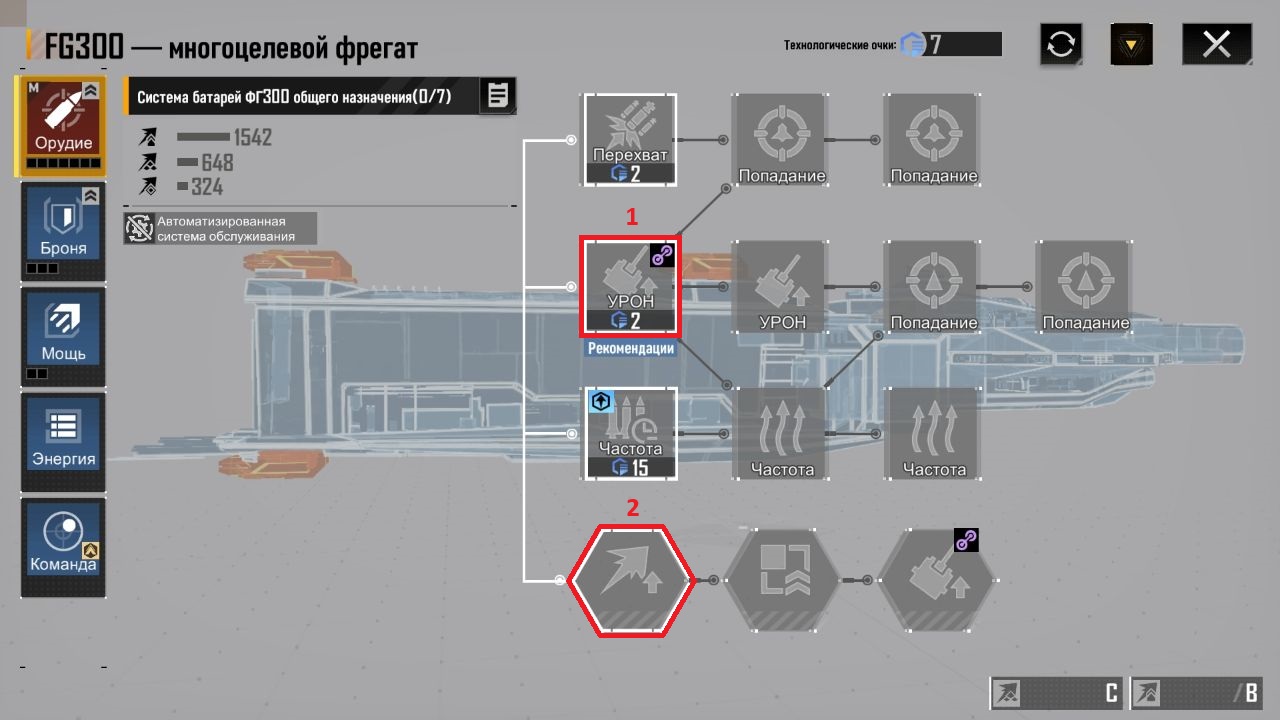 FG300 — многоцелевой фрегат
Технологические очки: 7
M
Орудие
Броня
Мощь
Энергия
Команда
Система батарей ФГ300 общего назначения(0/7)
1542
648
324
Автоматизированная
система обслуживания
Перехват
2
Попадание
Попадание
1
УРОН
2
Рекомендации
УРОН
Попадание
Попадание
Частота
15
Частота
Частота
2
C
/B